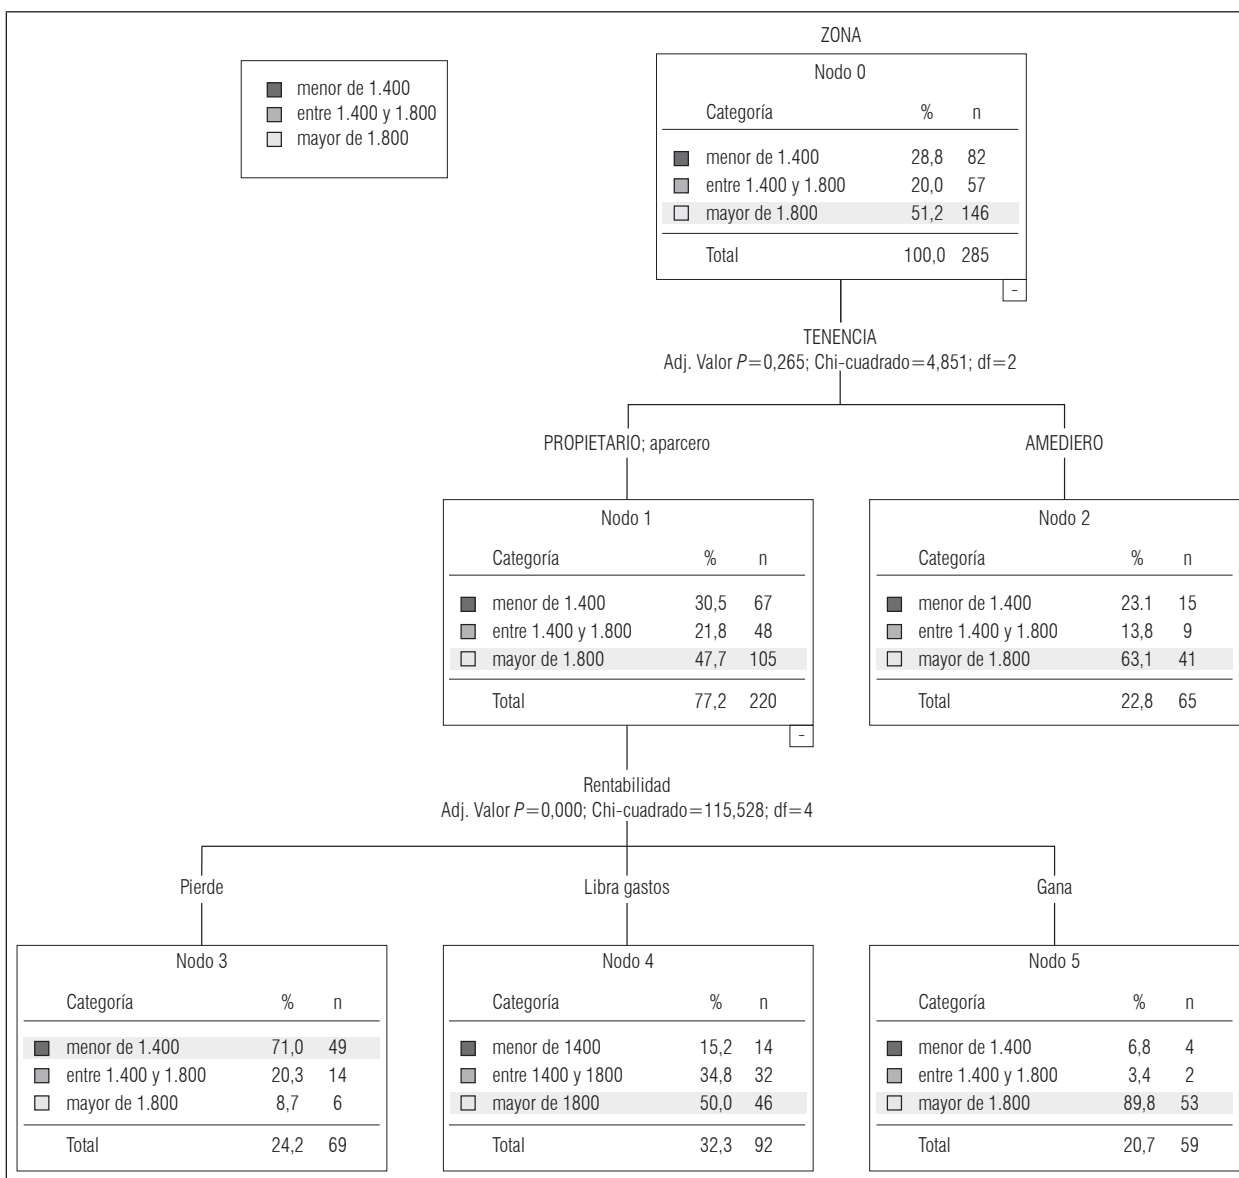 ZONA
menor de 1.400
entre 1.400 y 1.800
mayor de 1.800
Nodo 0
Categoría % n
menor de 1.400 28,8 82
entre 1.400 y 1.800 20,0 57
mayor de 1.800 51,2 146
Total 100,0 285
-
TENENCIA
Adj. Valor P=0,265; Chi-cuadrado=4,851; df=2
PROPIETARIO; aparcero
AMEDIERO
Nodo 1
Categoría % n
menor de 1.400 30,5 67
entre 1.400 y 1.800 21,8 48
mayor de 1.800 47,7 105
Total 77,2 220
-
Nodo 2
Categoría % n
menor de 1.400 23.1 15
entre 1.400 y 1.800 13,8 9
mayor de 1.800 63,1 41
Total 22,8 65
Rentabilidad
Adj. Valor P=0,000; Chi-cuadrado=115,528; df=4
Pierde
Libra gastos
Gana
Nodo 3
Categoría % n
menor de 1.400 71,0 49
entre 1.400 y 1.800 20,3 14
mayor de 1.800 8,7 6
Total 24,2 69
Nodo 4
Categoría % n
menor de 1400 15,2 14
entre 1400 y 1800 34,8 32
mayor de 1800 50,0 46
Total 32,3 92
Nodo 5
Categoría % n
menor de 1.400 6,8 4
entre 1.400 y 1.800 3,4 2
mayor de 1.800 89,8 53
Total 20,7 59